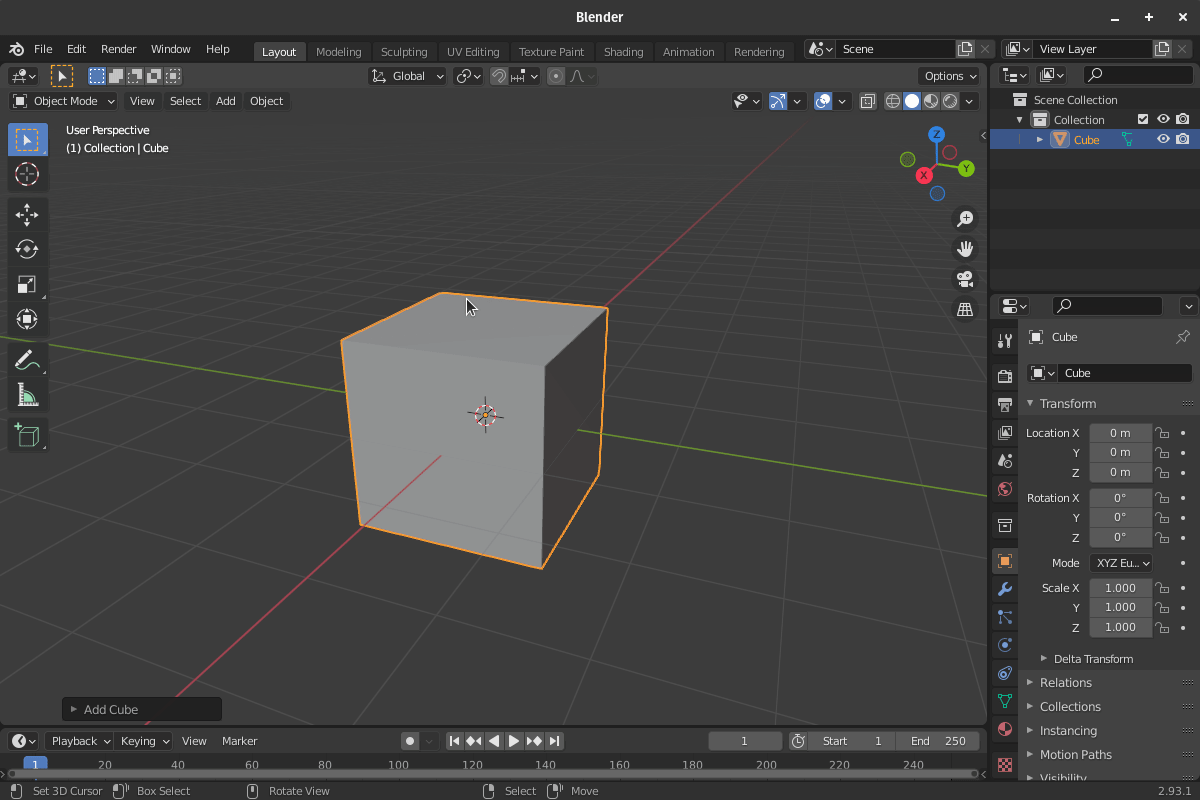 Blender
File Edit Render Window Help Layout Modeling Sculpting UV Editing Texture Paint Shading Animation Rendering Scene View Layer
Global Options
Object Mode View Select Add Object
User Perspective
(1) Collection | Cube
Z
Y
X
Add Cube
Scene Collection
Collection
Cube
Cube
Cube
Transform
Location X 0 m
Y 0 m
Z 0 m
Rotation X 0°
Y 0°
Z 0°
Mode XYZ Eu...
Scale X 1.000
Y 1.000
Z 1.000
Delta Transform
Relations
Collections
Instancing
Motion Paths
Visibility
Playback Keying View Marker 1 Start 1 End 250
1 20 40 60 80 100 120 140 160 180 200 220 240
Set 3D Cursor Box Select Rotate View Select Move 2.93.1